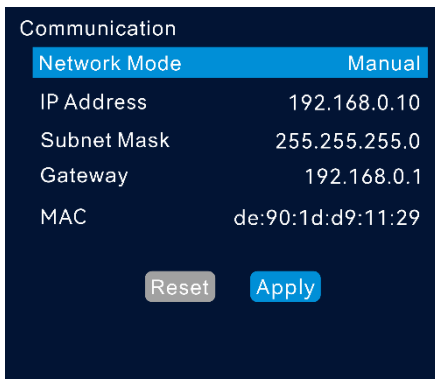 Communication
Network Mode Manual
IP Address 192.168.0.10
Subnet Mask 255.255.255.0
Gateway 192.168.0.1
MAC de:90:1d:d9:11:29
Reset Apply